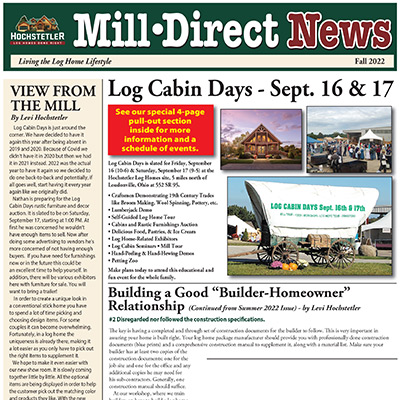 HOCHSTETLER
LOG HOMES DONE RIGHT
Mill•Direct News
Living the Log Home Lifestyle
Fall 2022
VIEW FROM
THE MILL
By Levi Hochstetler
Log Cabin Days is just around the
corner. We have decided to have it
again this year after being absent in
2019 and 2020. Because of Covid we
didn't have it in 2020 but then we had
it in 2021 instead. 2022 was the actual
year to have it again so we decided to
do one back-to-back and potentially, if
all goes well, start having it every year
again like we originally did.
Nathan is preparing for the Log
Cabin Days rustic furniture and decor
auction. It is slated to be on Saturday,
September 17, starting at 1:00 PM. At
first he was concerned he wouldn't
have enough items to sell. Now after
doing some advertising to vendors he's
more concerned of not having enough
buyers. If you have need for furnishings
now or in the future this could be
an excellent time to help yourself. In
addition, there will be various exhibitors
here with furniture for sale. You will
want to bring a trailer!
In order to create a unique look in
a conventional stick home you have
to spend a lot of time picking and
choosing design items. For some
couples it can become overwhelming.
Fortunately, in a log home the
uniqueness is already there, making it
a lot easier as you only have to pick out
the right items to supplement it.
We hope to make it even easier with
our new show room. It is slowly coming
together little by little. All the optional
items are being displayed in order to help
the customer pick out the matching color
and products they like. With the new
Log Cabin Days - Sept. 16 & 17
See our special 4-page
pull-out section
inside for more
information and a
schedule of events.
Log Cabin Days is slated for Friday, September
16 (10-6) and Saturday, September 17 (9-5) at the
Hochstetler Log Homes site, 5 miles north of
Loudonville, Ohio at 552 SR 95.
• Craftsmen Demonstrating 19th Century Trades
like Broom Making, Wool Spinning, Pottery, etc.
• Lumberjack Demo
• Self-Guided Log Home Tour
• Cabins and Rustic Furnishings Auction
• Delicious Food, Pastries, & Ice Cream
• Log Home-Related Exhibitors
• Log Cabin Seminars • Mill Tour
• Hand-Peeling & Hand-Hewing Demos
• Petting Zoo
Make plans today to attend this educational and
fun event for the whole family.
LOG CABIN DAYS Sept. 16th & 17th
Building a Good "Builder-Homeowner"
Relationship (Continued from Summer 2022 Issue) - by Levi Hochstetler
#2 Disregarded nor followed the construction specifications.
The key is having a completed and through set of construction documents for the builder to follow. This is very important in
assuring your home is built right. Your log home package manufacturer should provide you with professionally done construction
documents (blue prints) and a comprehensive construction manual to supplement it, along with a material list. Make sure your
builder has at least two copies of the
construction documents; one for the
job site and one for the office and any
additional copies he may need for
his sub-contractors. Generally, one
construction manual should suffice.
At our workshop, where we train